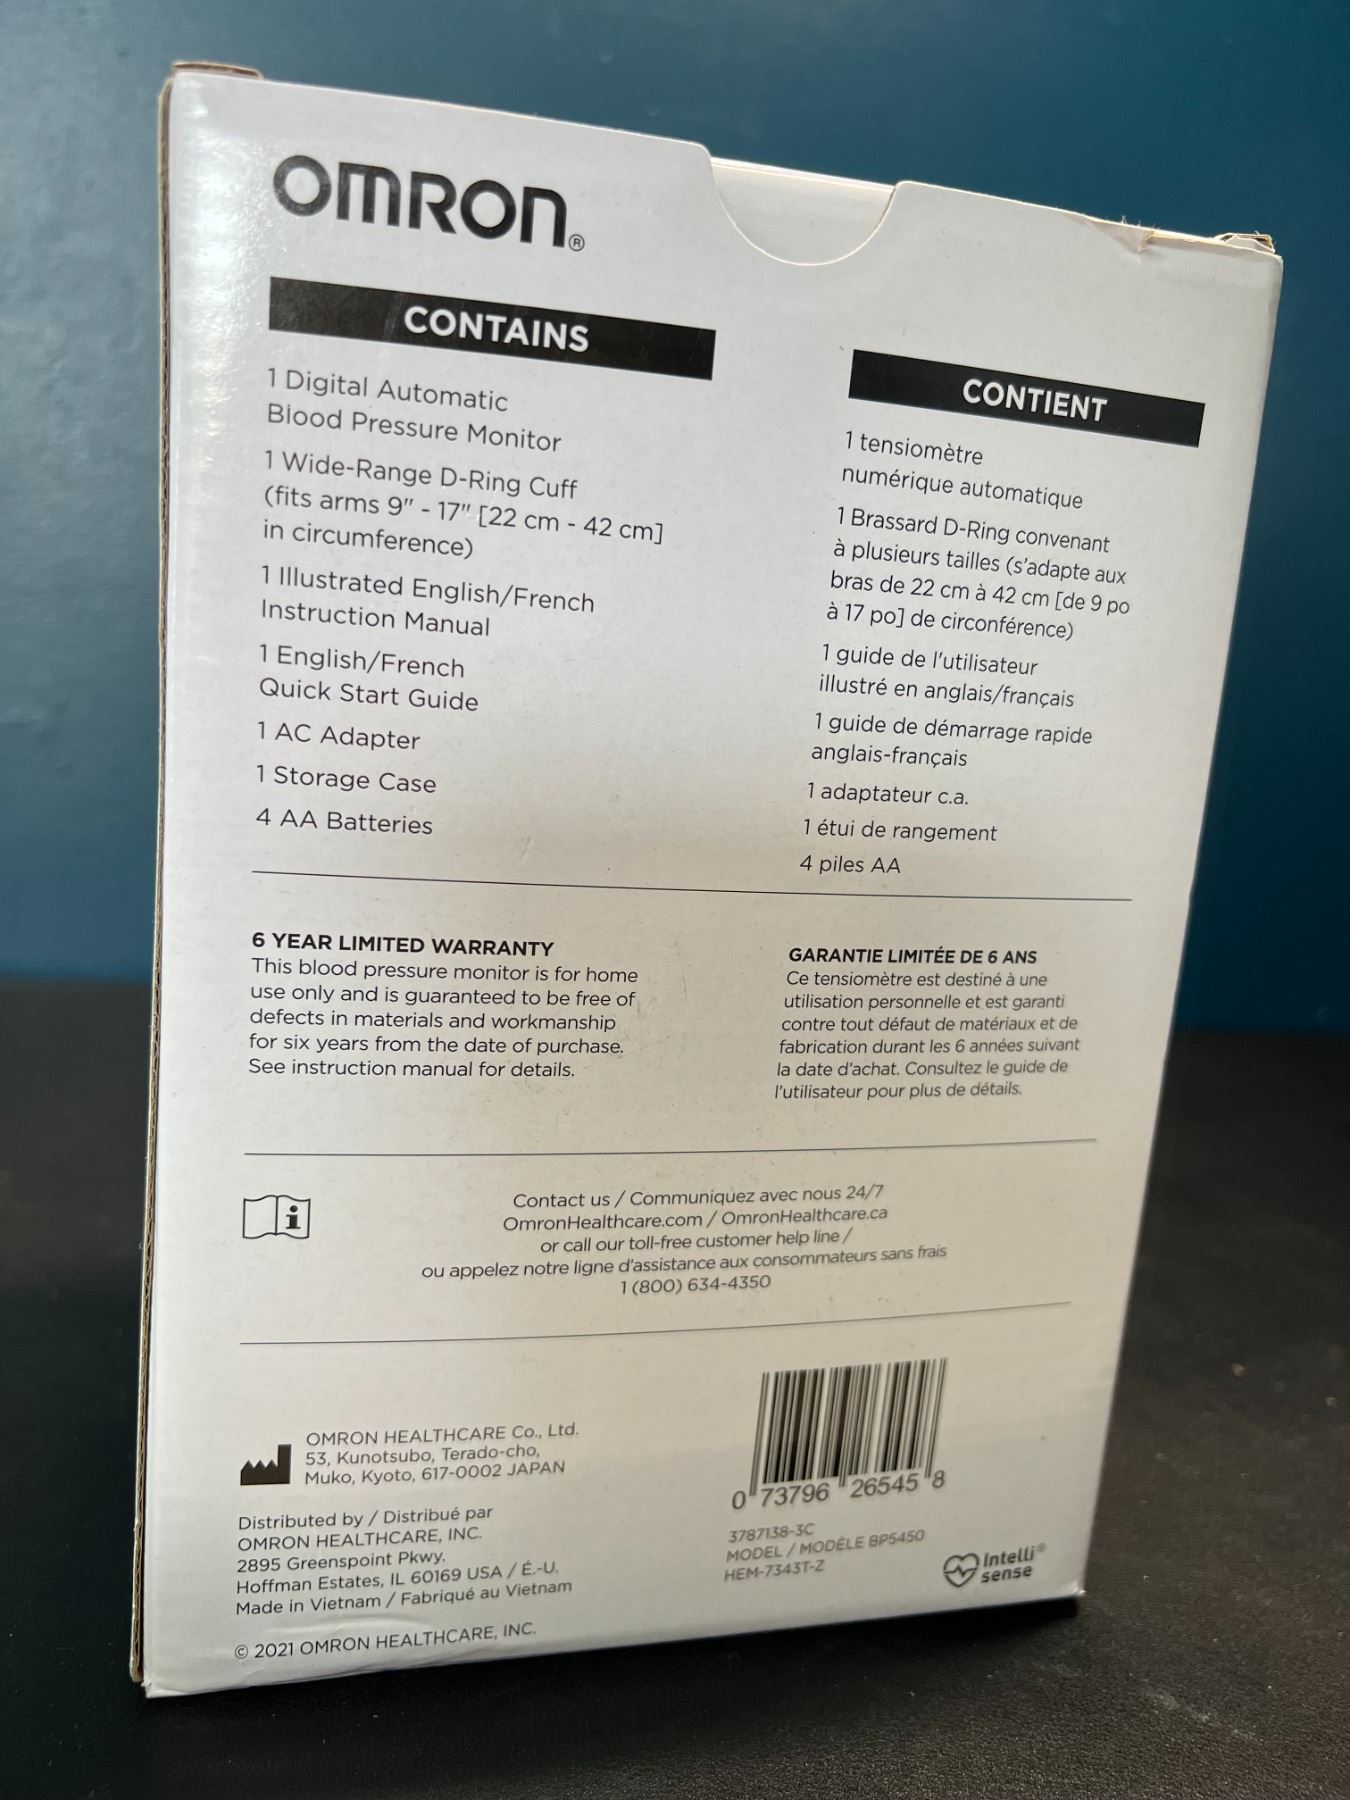 OMRON®
CONTAINS
1 Digital Automatic
Blood Pressure Monitor
1 Wide-Range D-Ring Cuff
(fits arms 9" - 17" [22 cm - 42 cm]
in circumference)
1 Illustrated English/French
Instruction Manual
1 English/French
Quick Start Guide
1 AC Adapter
1 Storage Case
4 AA Batteries
CONTIENT
1 tensiomètre
numérique automatique
1 Brassard D-Ring convenant
à plusieurs tailles (s'adapte aux
bras de 22 cm à 42 cm [de 9 po
à 17 po] de circonférence)
1 guide de l'utilisateur
illustré en anglais/français
1 guide de démarrage rapide
anglais-français
1 adaptateur c.a.
1 étui de rangement
4 piles AA
6 YEAR LIMITED WARRANTY
This blood pressure monitor is for home
use only and is guaranteed to be free of
defects in materials and workmanship
for six years from the date of purchase.
See instruction manual for details.
GARANTIE LIMITÉE DE 6 ANS
Ce tensiomètre est destiné à une
utilisation personnelle et est garanti
contre tout défaut de matériaux et de
fabrication durant les 6 années suivant
la date d'achat. Consultez le guide de
l'utilisateur pour plus de détails.
i
Contact us / Communiquez avec nous 24/7
OmronHealthcare.com / OmronHealthcare.ca
or call our toll-free customer help line /
ou appelez notre ligne d'assistance aux consommateurs sans frais
1 (800) 634-4350
OMRON HEALTHCARE Co., Ltd.
53, Kunotsubo, Terado-cho,
Muko, Kyoto, 617-0002 JAPAN
Distributed by / Distribué par
OMRON HEALTHCARE, INC.
2895 Greenspoint Pkwy.
Hoffman Estates, IL 60169 USA / É.-U.
Made in Vietnam / Fabriqué au Vietnam
© 2021 OMRON HEALTHCARE, INC.
0 73796 26545 8
3787138-3C
MODEL / MODÈLE BP5450
HEM-7343T-Z
Intelli®
sense